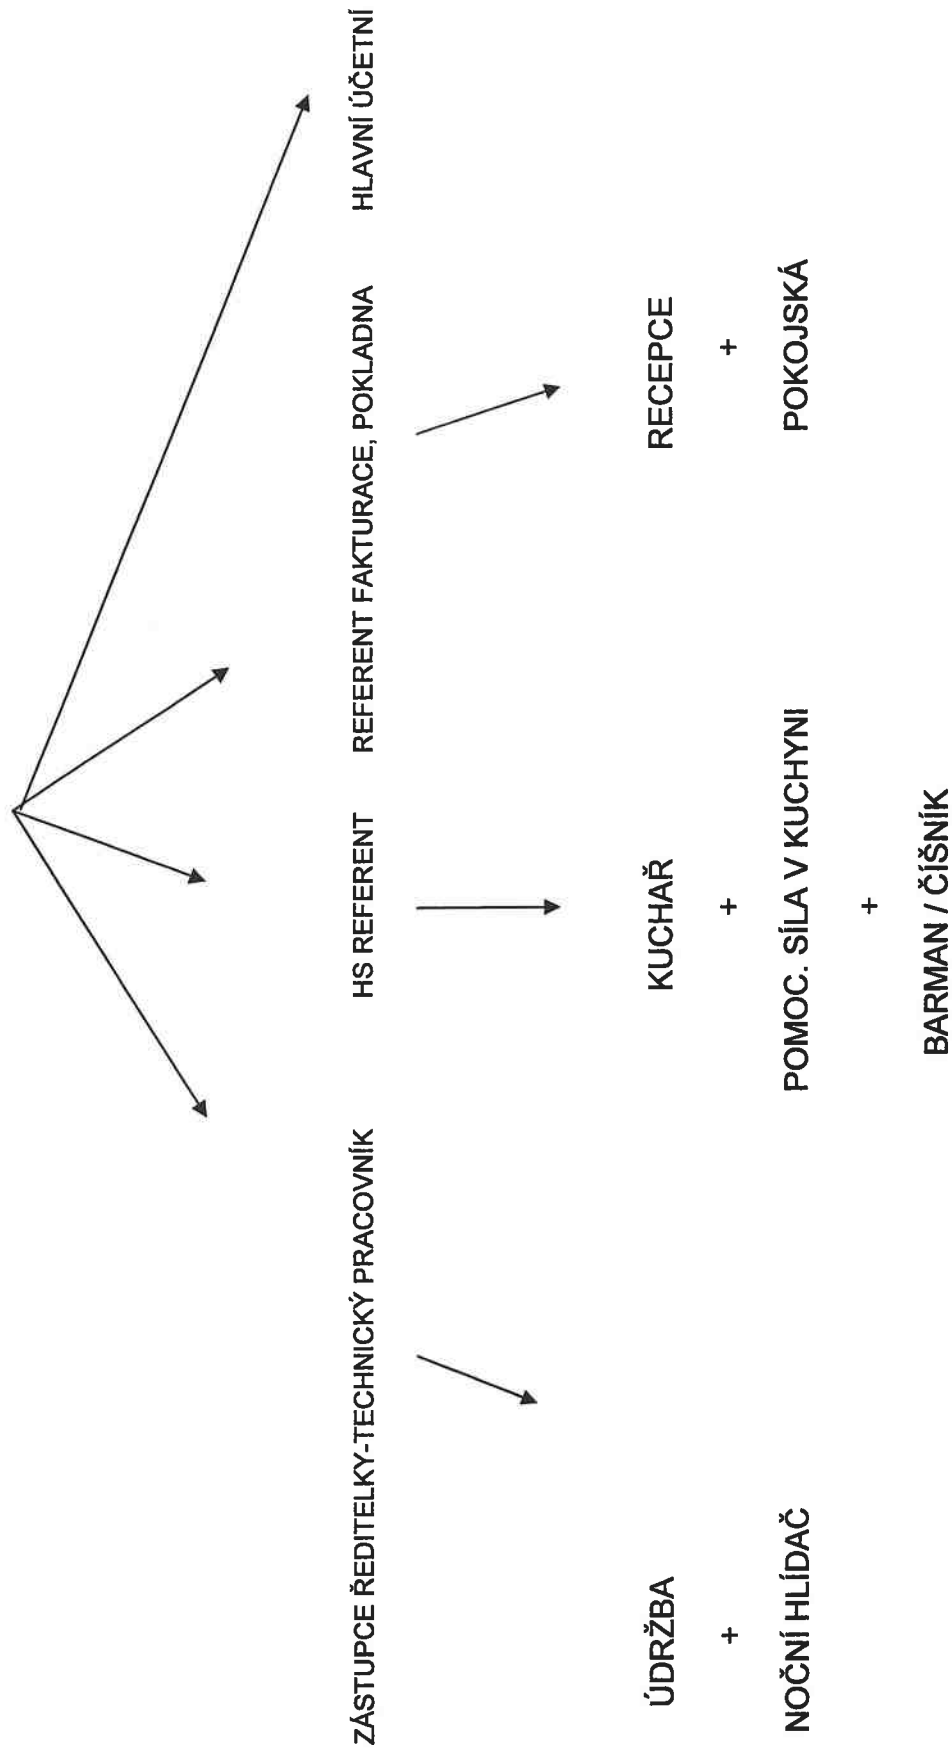 ZÁSTUPCE ŘEDITELKY-TECHNICKÝ PRACOVNÍK
HS REFERENT
REFERENT FAKTURACE, POKLADNA
HLAVNÍ ÚČETNÍ
ÚDRŽBA
+
NOČNÍ HLÍDAČ
KUCHAŘ
+
POMOC. SÍLA V KUCHYNI
+
BARMAN / ČÍŠNÍK
RECEPCE
+
POKOJSKÁ